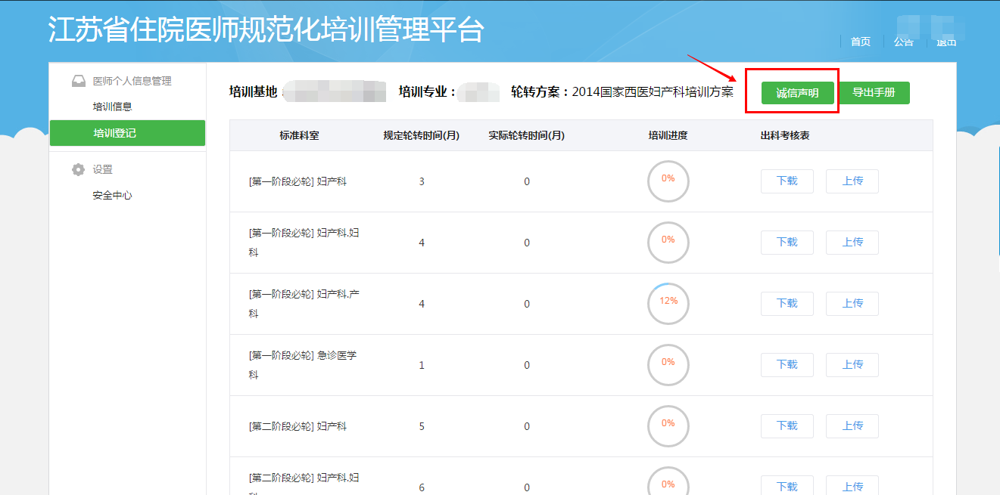 江苏省住院医师规范化培训管理平台
首页 公告 退出
医师个人信息管理
培训信息
培训登记
设置
安全中心
培训基地： 培训专业： 轮转方案：2014国家西医妇产科培训方案
诚信声明 导出手册
标准科室 规定轮转时间(月) 实际轮转时间(月) 培训进度 出科考核表
[第一阶段必轮] 妇产科 3 0 0% 下载 上传
[第一阶段必轮] 妇产科.妇
科 4 0 0% 下载 上传
[第一阶段必轮] 妇产科.产
科 4 0 12% 下载 上传
[第一阶段必轮] 急诊医学
科 1 0 0% 下载 上传
[第二阶段必轮] 妇产科 5 0 0% 下载 上传
[第二阶段必轮] 妇产科.妇
6 0 0% 下载 上传